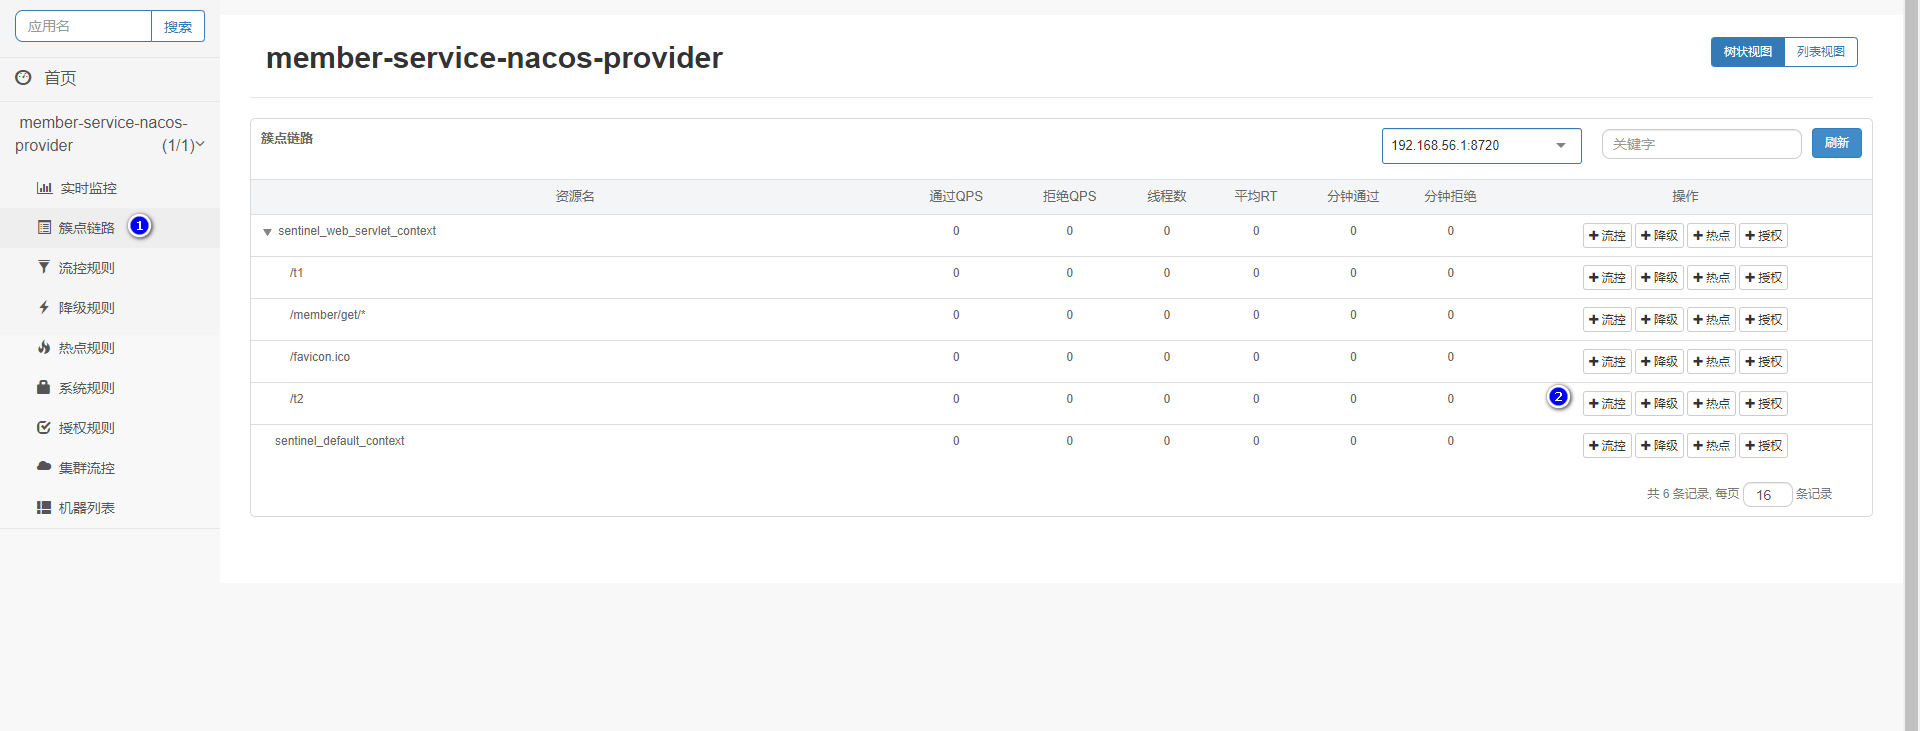 应用名 搜索
首页
member-service-nacos-
provider (1/1)
实时监控
簇点链路 1
流控规则
降级规则
热点规则
系统规则
授权规则
集群流控
机器列表
member-service-nacos-provider
树状视图 列表视图
簇点链路 192.168.56.1:8720 关键字 刷新
资源名 通过QPS 拒绝QPS 线程数 平均RT 分钟通过 分钟拒绝 操作
sentinel_web_servlet_context 0 0 0 0 0 0 流控 降级 热点 授权
/t1 0 0 0 0 0 0 流控 降级 热点 授权
/member/get/* 0 0 0 0 0 0 流控 降级 热点 授权
/favicon.ico 0 0 0 0 0 0 流控 降级 热点 授权
/t2 0 0 0 0 0 0 2 流控 降级 热点 授权
sentinel_default_context 0 0 0 0 0 0 流控 降级 热点 授权
共 6 条记录, 每页 16 条记录